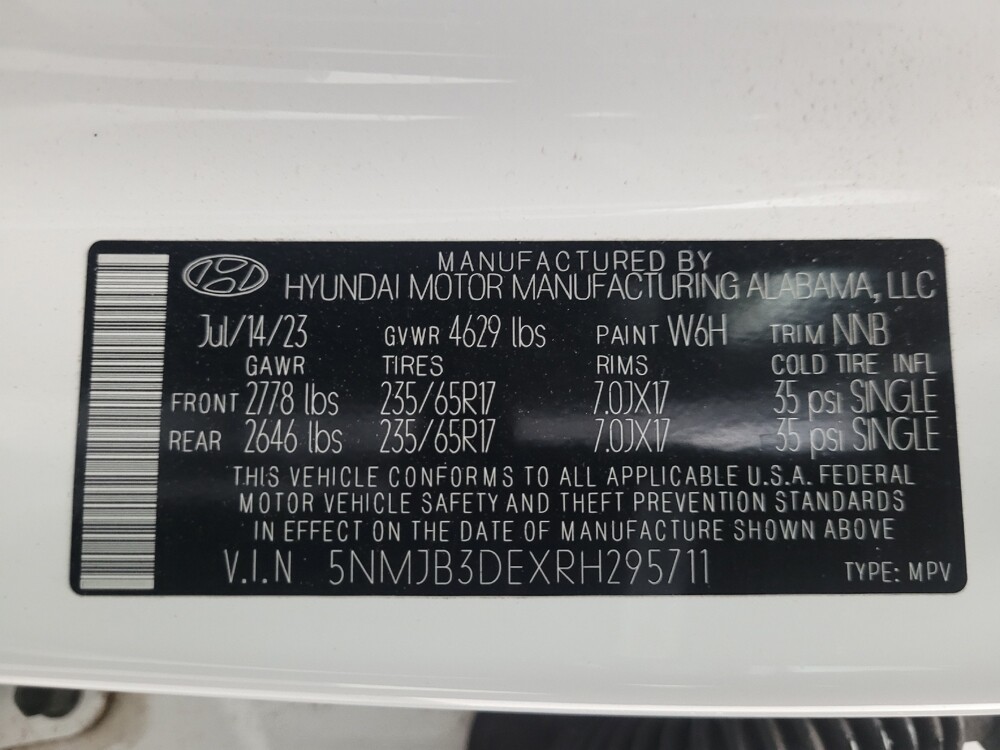 MANUFACTURED BY
HYUNDAI MOTOR MANUFACTURING ALABAMA, LLC
Jul/14/23 GVWR 4629 lbs PAINT W6H TRIM NNB
GAWR TIRES RIMS COLD TIRE INFL
FRONT 2778 lbs 235/65R17 7.0JX17 35 psi SINGLE
REAR 2646 lbs 235/65R17 7.0JX17 35 psi SINGLE
THIS VEHICLE CONFORMS TO ALL APPLICABLE U.S.A. FEDERAL
MOTOR VEHICLE SAFETY AND THEFT PREVENTION STANDARDS
IN EFFECT ON THE DATE OF MANUFACTURE SHOWN ABOVE
V.I.N 5NMJB3DEXRH295711 TYPE: MPV